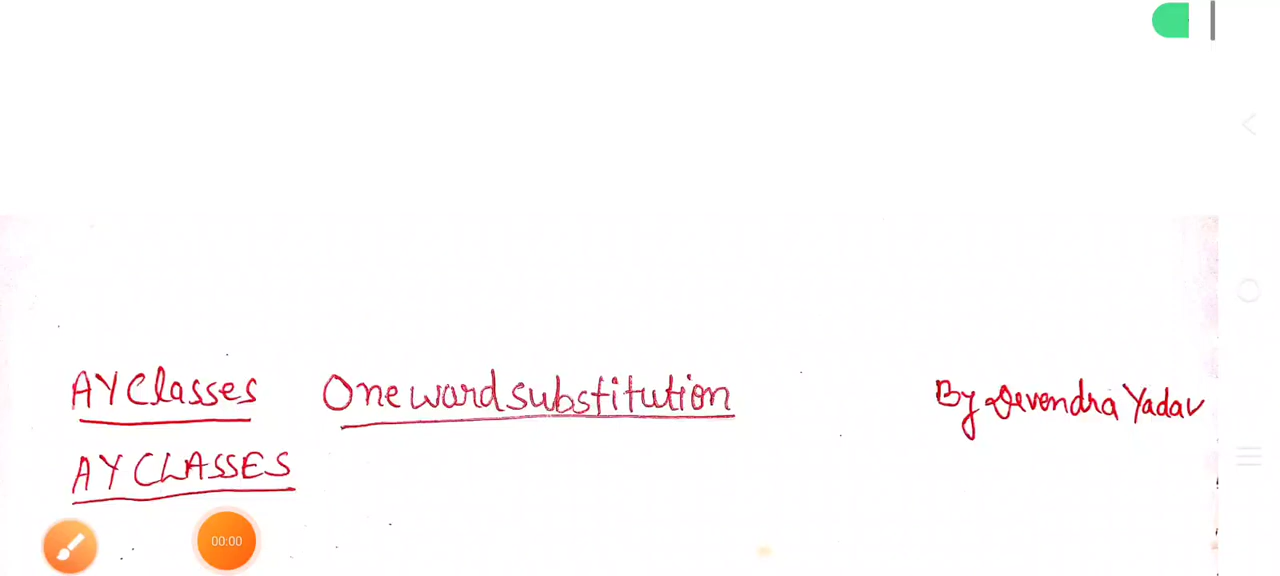 AY Classes One word substitution By Devendra Yadav
AY CLASSES
00:00